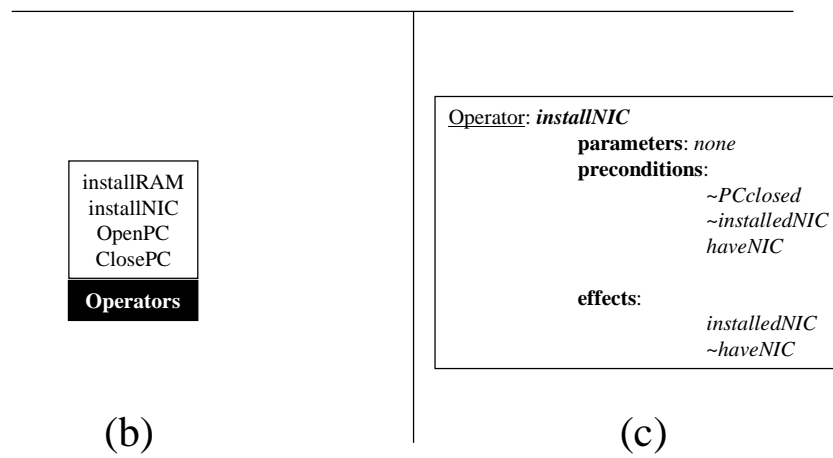 installRAM
installNIC
OpenPC
ClosePC
Operators
(b)
Operator: installNIC
parameters: none
preconditions:
~PCclosed
~installedNIC
haveNIC
effects:
installedNIC
~haveNIC
(c)